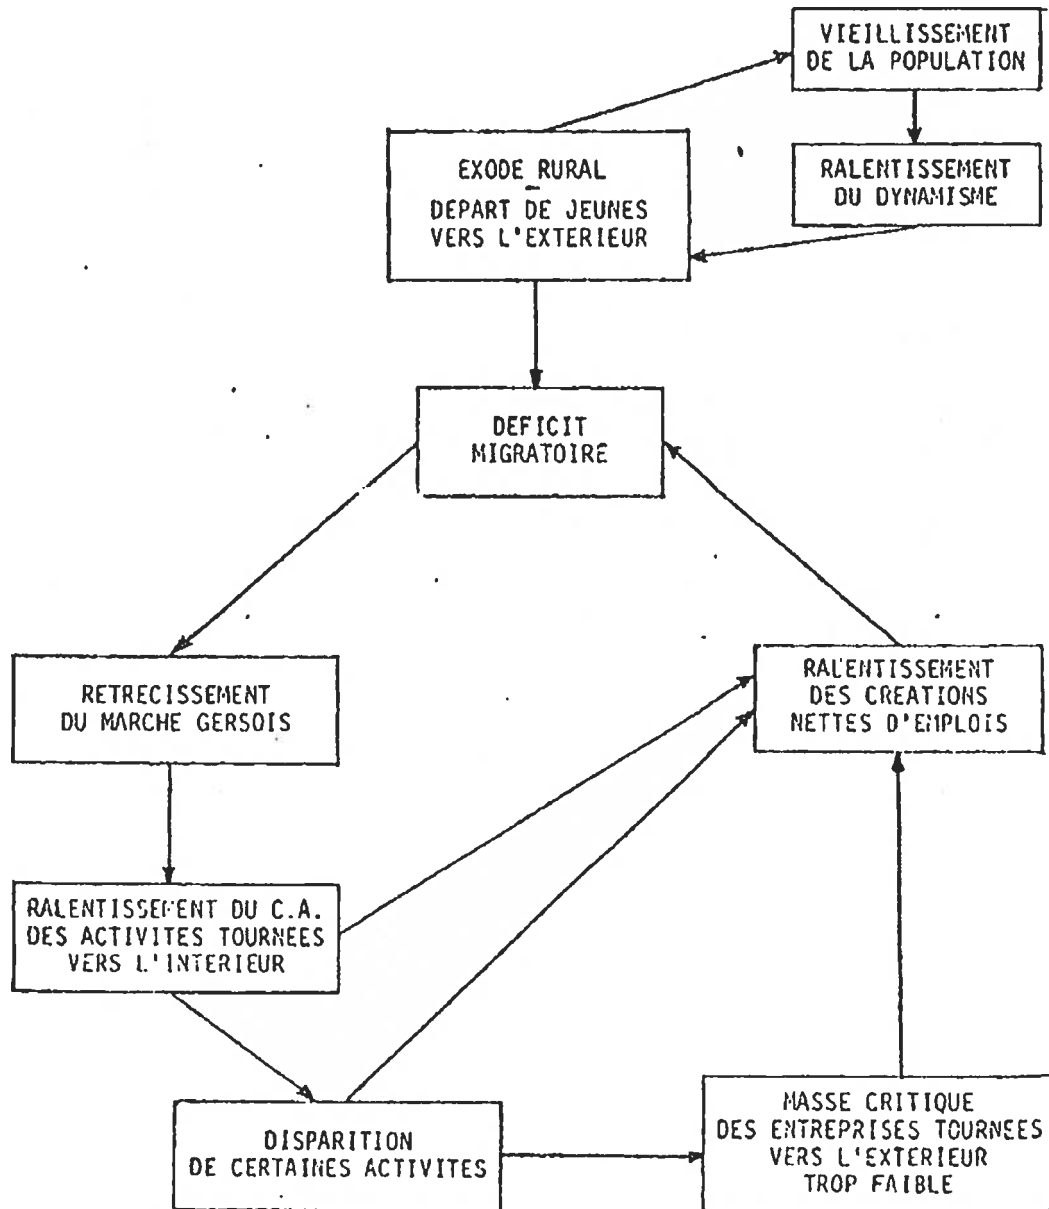 VIEILLISSEMENT
DE LA POPULATION
EXODE RURAL
DEPART DE JEUNES
VERS L'EXTERIEUR
RALENTISSEMENT
DU DYNAMISME
DEFICIT
MIGRATOIRE
RETRECISSEMENT
DU MARCHE GERSOIS
RALENTISSEMENT
DES CREATIONS
NETTES D'EMPLOIS
RALENTISSEMENT DU C.A.
DES ACTIVITES TOURNEES
VERS L'INTERIEUR
DISPARITION
DE CERTAINES ACTIVITES
MASSE CRITIQUE
DES ENTREPRISES TOURNEES
VERS L'EXTERIEUR
TROP FAIBLE